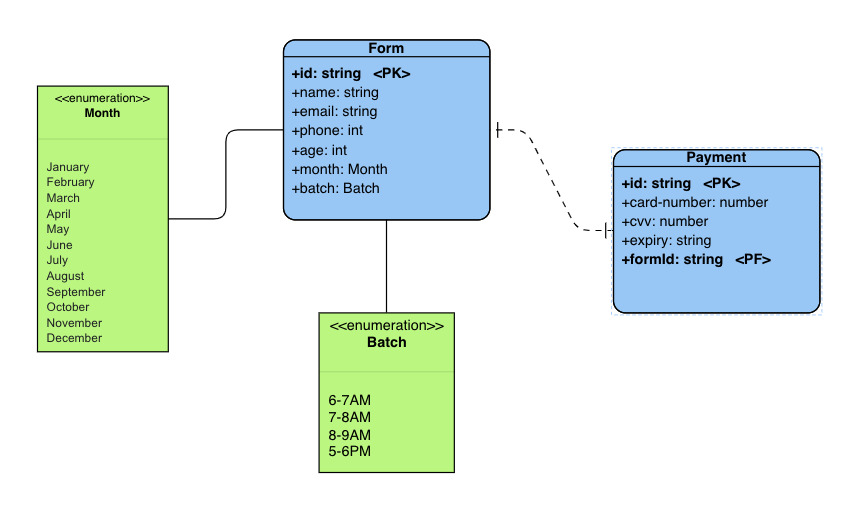 Form
+id: string <PK>
+name: string
+email: string
+phone: int
+age: int
+month: Month
+batch: Batch
<<enumeration>>
Month
January
February
March
April
May
June
July
August
September
October
November
December
Payment
+id: string <PK>
+card-number: number
+cvv: number
+expiry: string
+formId: string <PF>
<<enumeration>>
Batch
6-7AM
7-8AM
8-9AM
5-6PM